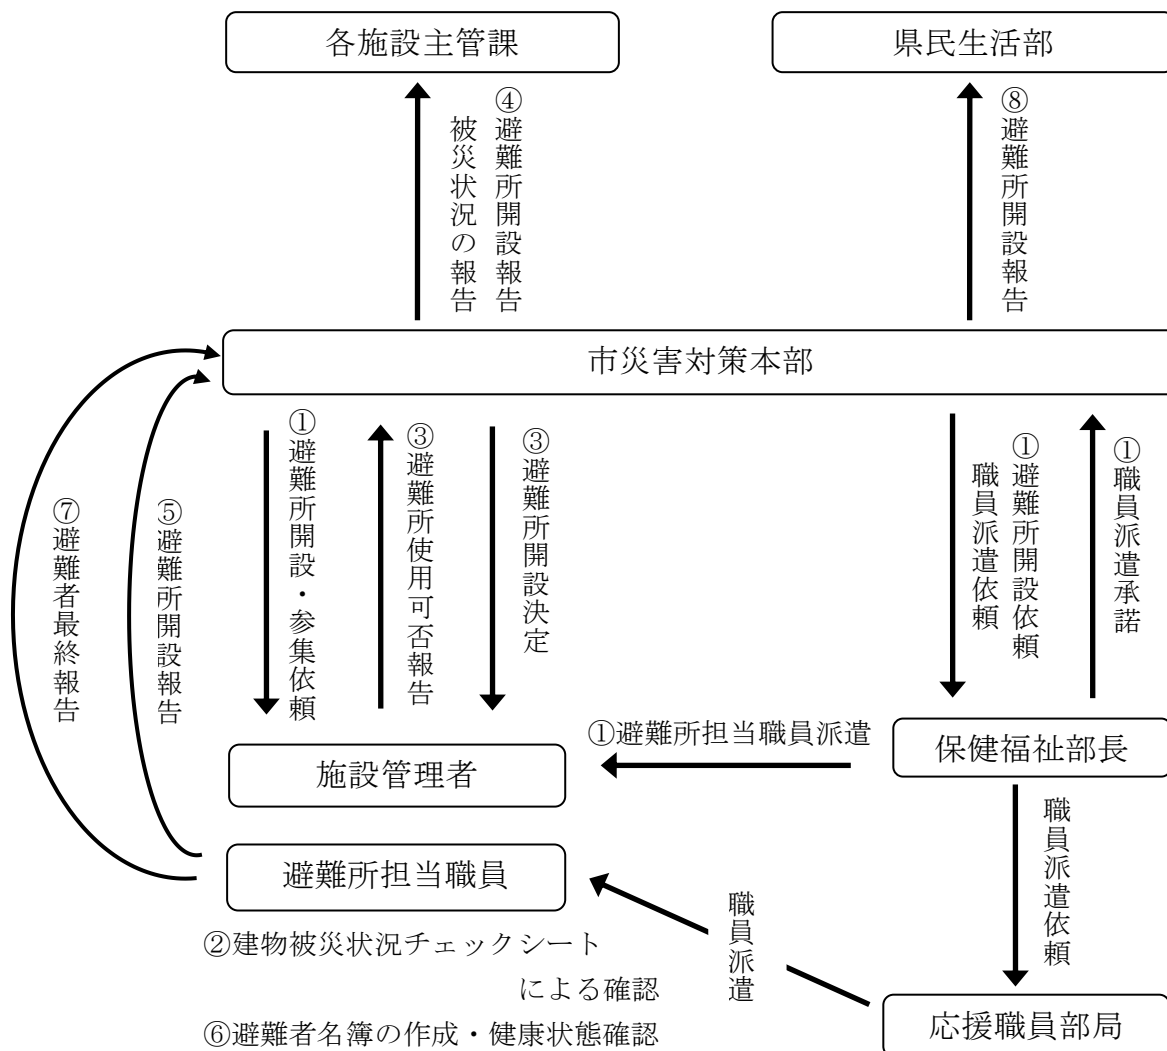 各施設主管課
県民生活部
④避難所開設報告
被災状況の報告
⑧避難所開設報告
市災害対策本部
①避難所開設・参集依頼
③避難所使用可否報告
③避難所開設決定
①避難所開設依頼
職員派遣依頼
①職員派遣承諾
⑦避難者最終報告
⑤避難所開設報告
①避難所担当職員派遣
施設管理者
保健福祉部長
避難所担当職員
職員派遣依頼
職員派遣
②建物被災状況チェックシート
による確認
⑥避難者名簿の作成・健康状態確認
応援職員部局